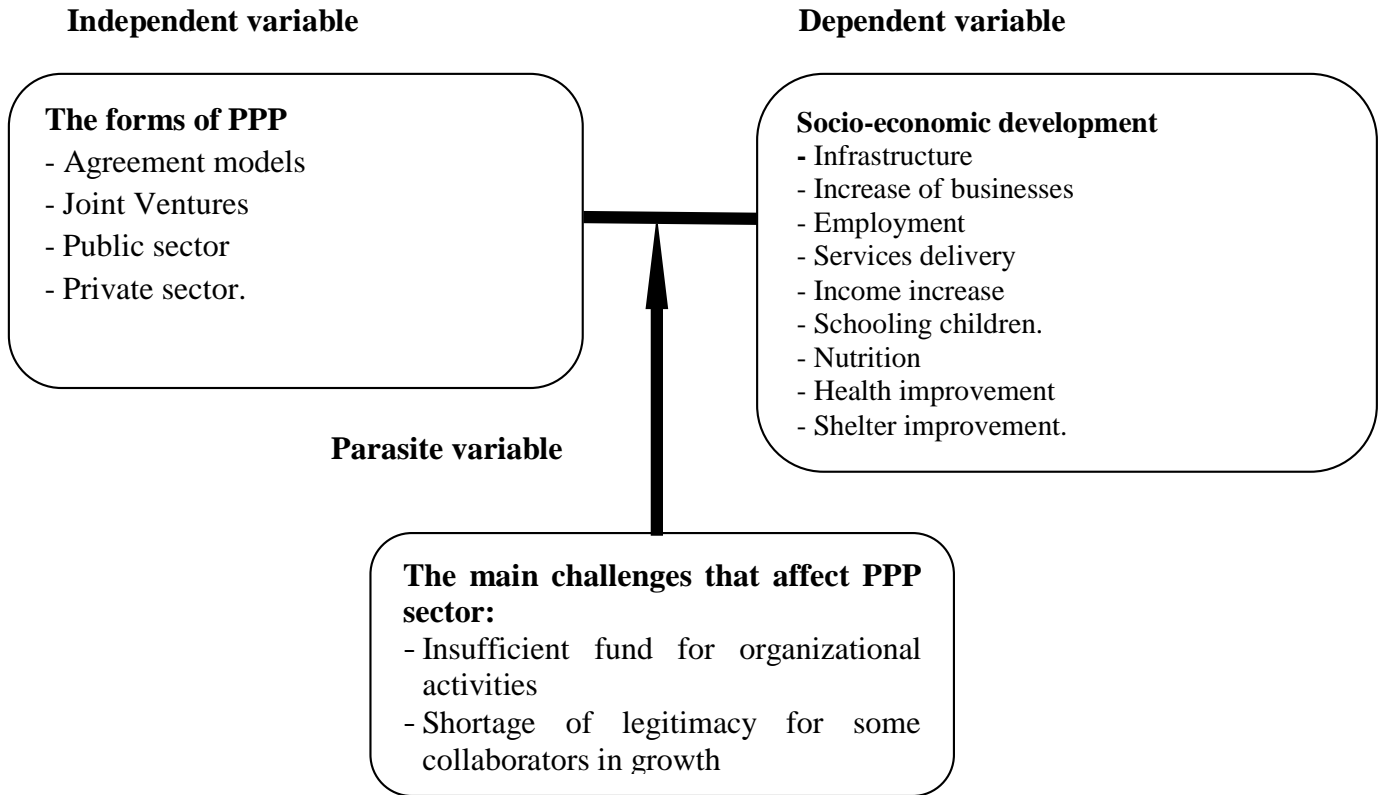 Independent variable
Dependent variable
The forms of PPP
- Agreement models
- Joint Ventures
- Public sector
- Private sector.
Socio-economic development
- Infrastructure
- Increase of businesses
- Employment
- Services delivery
- Income increase
- Schooling children.
- Nutrition
- Health improvement
- Shelter improvement.
Parasite variable
The main challenges that affect PPP
sector:
- Insufficient fund for organizational
activities
- Shortage of legitimacy for some
collaborators in growth